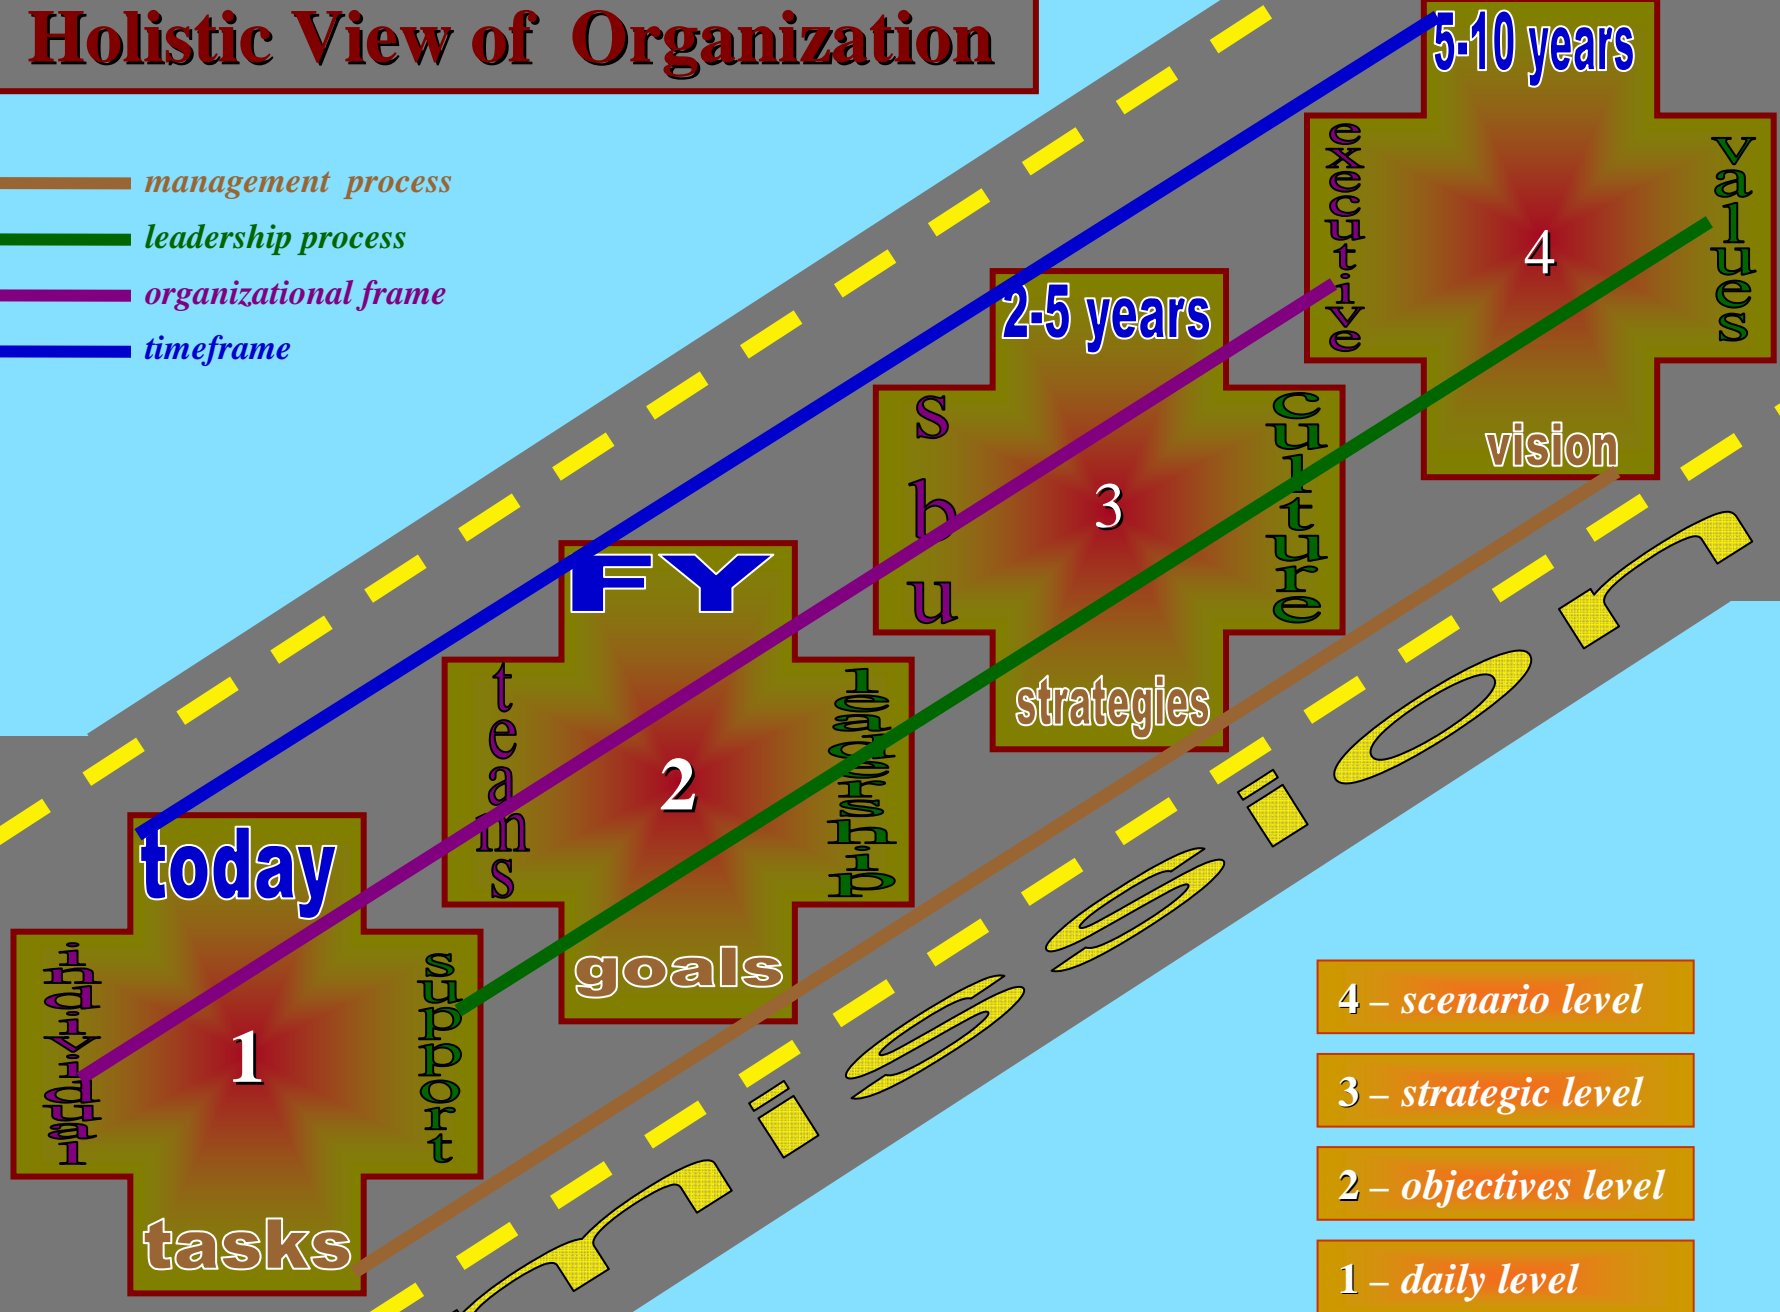 Holistic View of Organization
management process
leadership process
organizational frame
timeframe
5-10 years
executive
4
values
vision
2-5 years
sbu
3
culture
strategies
FY
teams
2
leadership
goals
today
individual
1
support
tasks
mission
4 – scenario level
3 – strategic level
2 – objectives level
1 – daily level